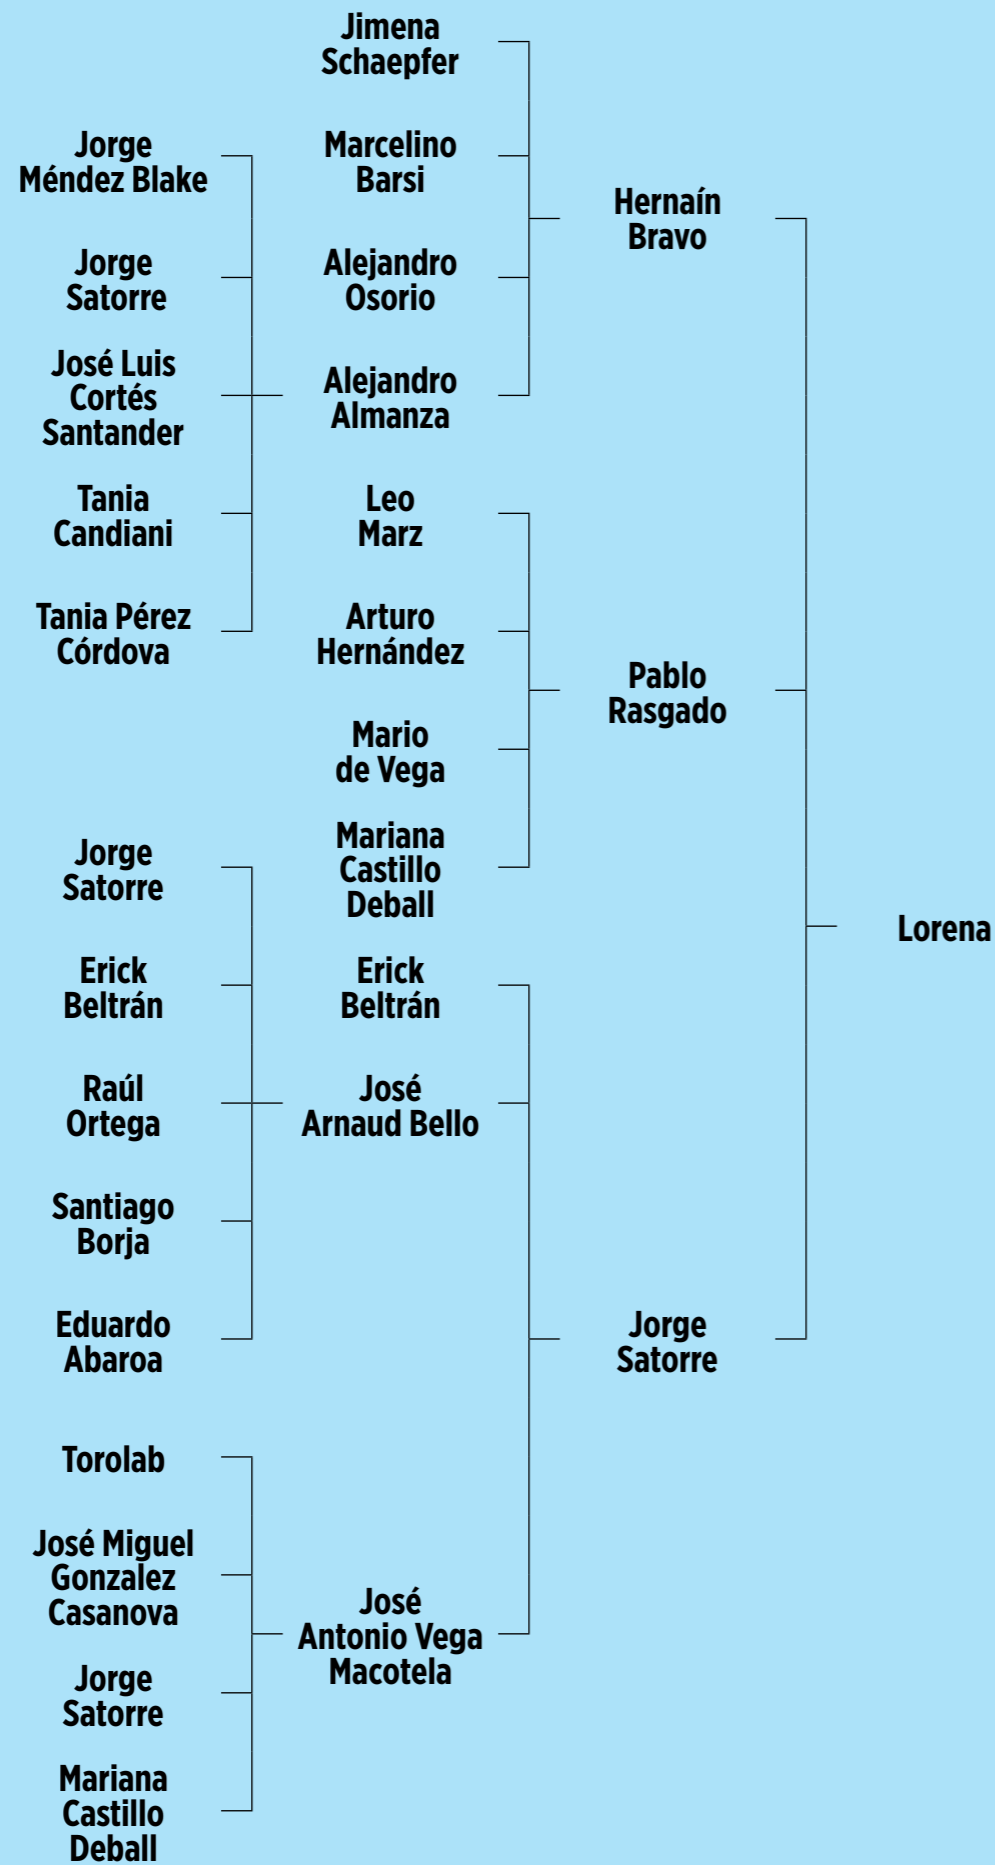 Jimena
Schaepfer
Jorge
Méndez Blake
Marcelino
Barsi
Hernaín
Bravo
Jorge
Satorre
Alejandro
Osorio
José Luis
Cortés
Santander
Alejandro
Almanza
Tania
Candiani
Leo
Marz
Tania Pérez
Córdova
Arturo
Hernández
Pablo
Rasgado
Mario
de Vega
Jorge
Satorre
Mariana
Castillo
Deball
Lorena
Erick
Beltrán
Erick
Beltrán
Raúl
Ortega
José
Arnaud Bello
Santiago
Borja
Eduardo
Abaroa
Jorge
Satorre
Torolab
José Miguel
Gonzalez
Casanova
José
Antonio Vega
Macotela
Jorge
Satorre
Mariana
Castillo
Deball